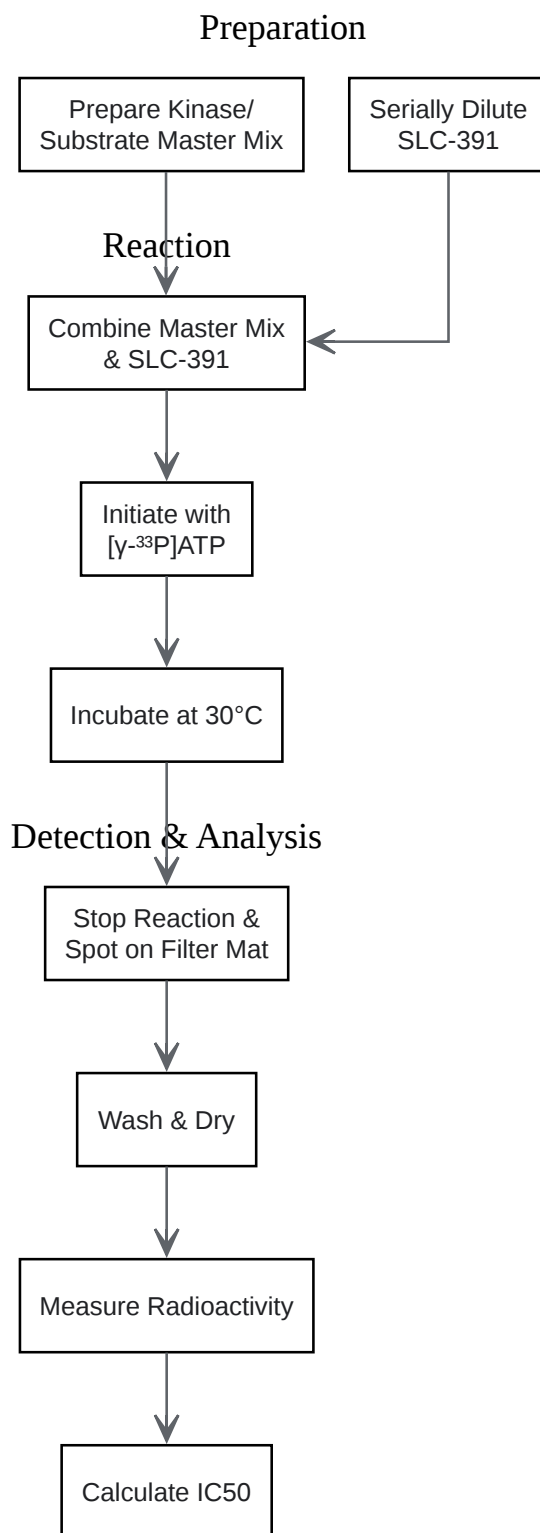 Preparation
Prepare Kinase/
Substrate Master Mix
Serially Dilute
SLC-391
Reaction
Combine Master Mix
& SLC-391
Initiate with
[γ-³³P]ATP
Incubate at 30°C
Detection & Analysis
Stop Reaction &
Spot on Filter Mat
Wash & Dry
Measure Radioactivity
Calculate IC50